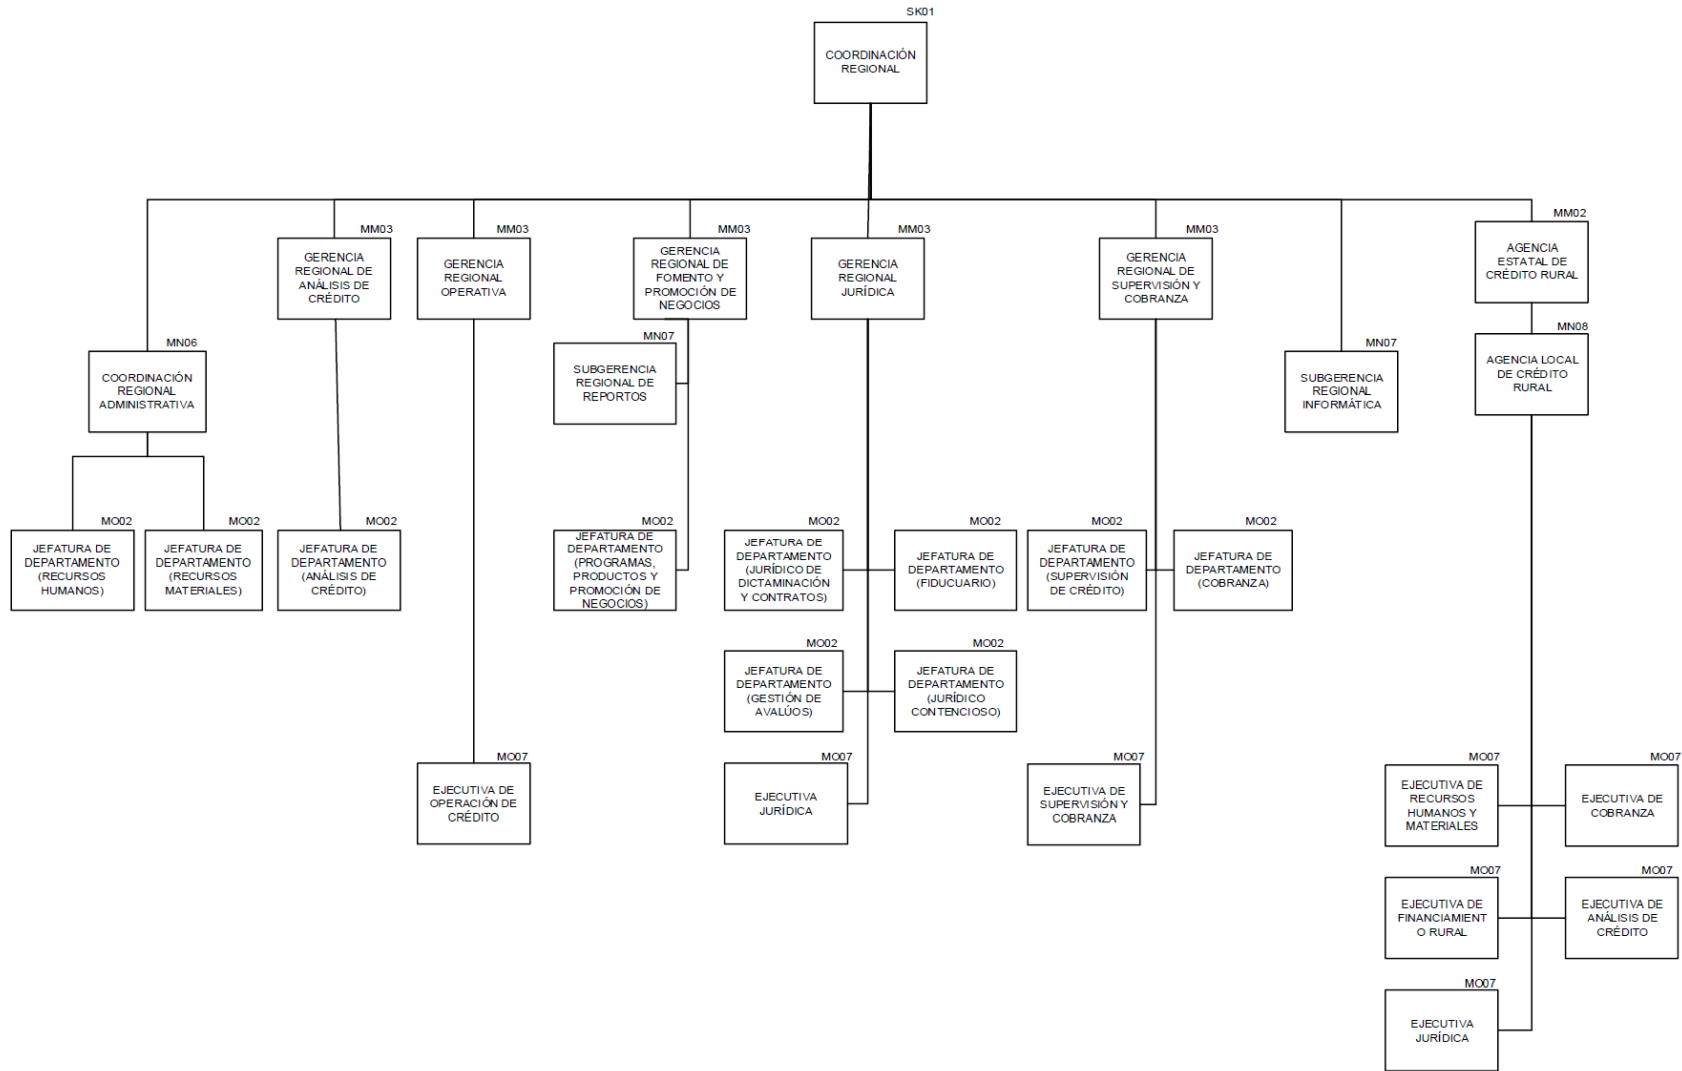 SK01
COORDINACIÓN
REGIONAL
MM03
GERENCIA
REGIONAL DE
ANÁLISIS DE
CRÉDITO
MM03
GERENCIA
REGIONAL
OPERATIVA
MM03
GERENCIA
REGIONAL DE
FOMENTO Y
PROMOCIÓN DE
NEGOCIOS
MM03
GERENCIA
REGIONAL
JURÍDICA
MM03
GERENCIA
REGIONAL DE
SUPERVISIÓN Y
COBRANZA
MM02
AGENCIA
ESTATAL DE
CRÉDITO RURAL
MN06
COORDINACIÓN
REGIONAL
ADMINISTRATIVA
MN07
SUBGERENCIA
REGIONAL DE
REPORTOS
MN07
SUBGERENCIA
REGIONAL
INFORMÁTICA
MN08
AGENCIA LOCAL
DE CRÉDITO
RURAL
MO02
JEFATURA DE
DEPARTAMENTO
(RECURSOS
HUMANOS)
MO02
JEFATURA DE
DEPARTAMENTO
(RECURSOS
MATERIALES)
MO02
JEFATURA DE
DEPARTAMENTO
(ANÁLISIS DE
CRÉDITO)
MO02
JEFATURA DE
DEPARTAMENTO
(PROGRAMAS,
PRODUCTOS Y
PROMOCIÓN DE
NEGOCIOS)
MO02
JEFATURA DE
DEPARTAMENTO
(JURÍDICO DE
DICTAMINACIÓN
Y CONTRATOS)
MO02
JEFATURA DE
DEPARTAMENTO
(FIDUCUARIO)
MO02
JEFATURA DE
DEPARTAMENTO
(SUPERVISIÓN
DE CRÉDITO)
MO02
JEFATURA DE
DEPARTAMENTO
(COBRANZA)
MO02
JEFATURA DE
DEPARTAMENTO
(GESTIÓN DE
AVALÚOS)
MO02
JEFATURA DE
DEPARTAMENTO
(JURÍDICO
CONTENCIOSO)
MO07
EJECUTIVA DE
OPERACIÓN DE
CRÉDITO
MO07
EJECUTIVA
JURÍDICA
MO07
EJECUTIVA DE
SUPERVISIÓN Y
COBRANZA
MO07
EJECUTIVA DE
RECURSOS
HUMANOS Y
MATERIALES
MO07
EJECUTIVA DE
COBRANZA
MO07
EJECUTIVA DE
FINANCIAMIENT
O RURAL
MO07
EJECUTIVA DE
ANÁLISIS DE
CRÉDITO
MO07
EJECUTIVA
JURÍDICA